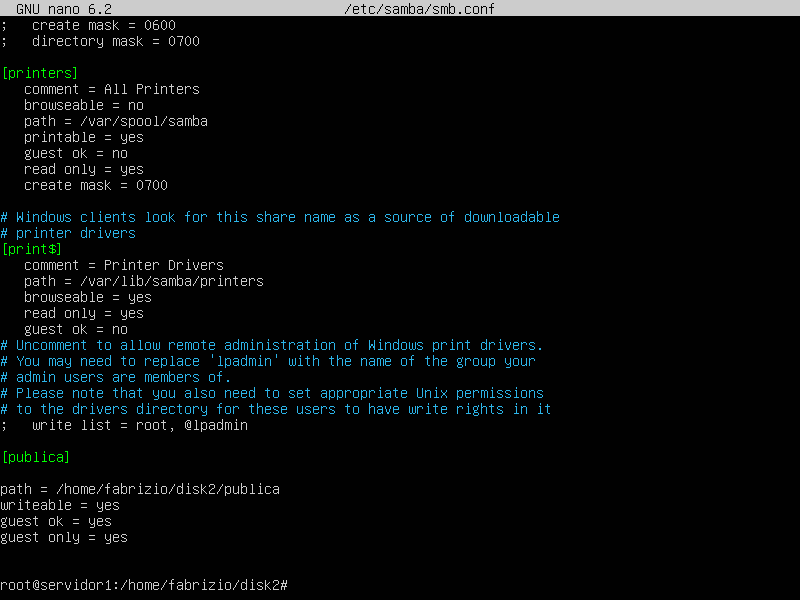 GNU nano 6.2 /etc/samba/smb.conf
;   create mask = 0600
;   directory mask = 0700
[printers]
   comment = All Printers
   browseable = no
   path = /var/spool/samba
   printable = yes
   guest ok = no
   read only = yes
   create mask = 0700
# Windows clients look for this share name as a source of downloadable
# printer drivers
[print$]
   comment = Printer Drivers
   path = /var/lib/samba/printers
   browseable = yes
   read only = yes
   guest ok = no
# Uncomment to allow remote administration of Windows print drivers.
# You may need to replace 'lpadmin' with the name of the group your
# admin users are members of.
# Please note that you also need to set appropriate Unix permissions
# to the drivers directory for these users to have write rights in it
;   write list = root, @lpadmin
[publica]
path = /home/fabrizio/disk2/publica
writeable = yes
guest ok = yes
guest only = yes
root@servidor1:/home/fabrizio/disk2#